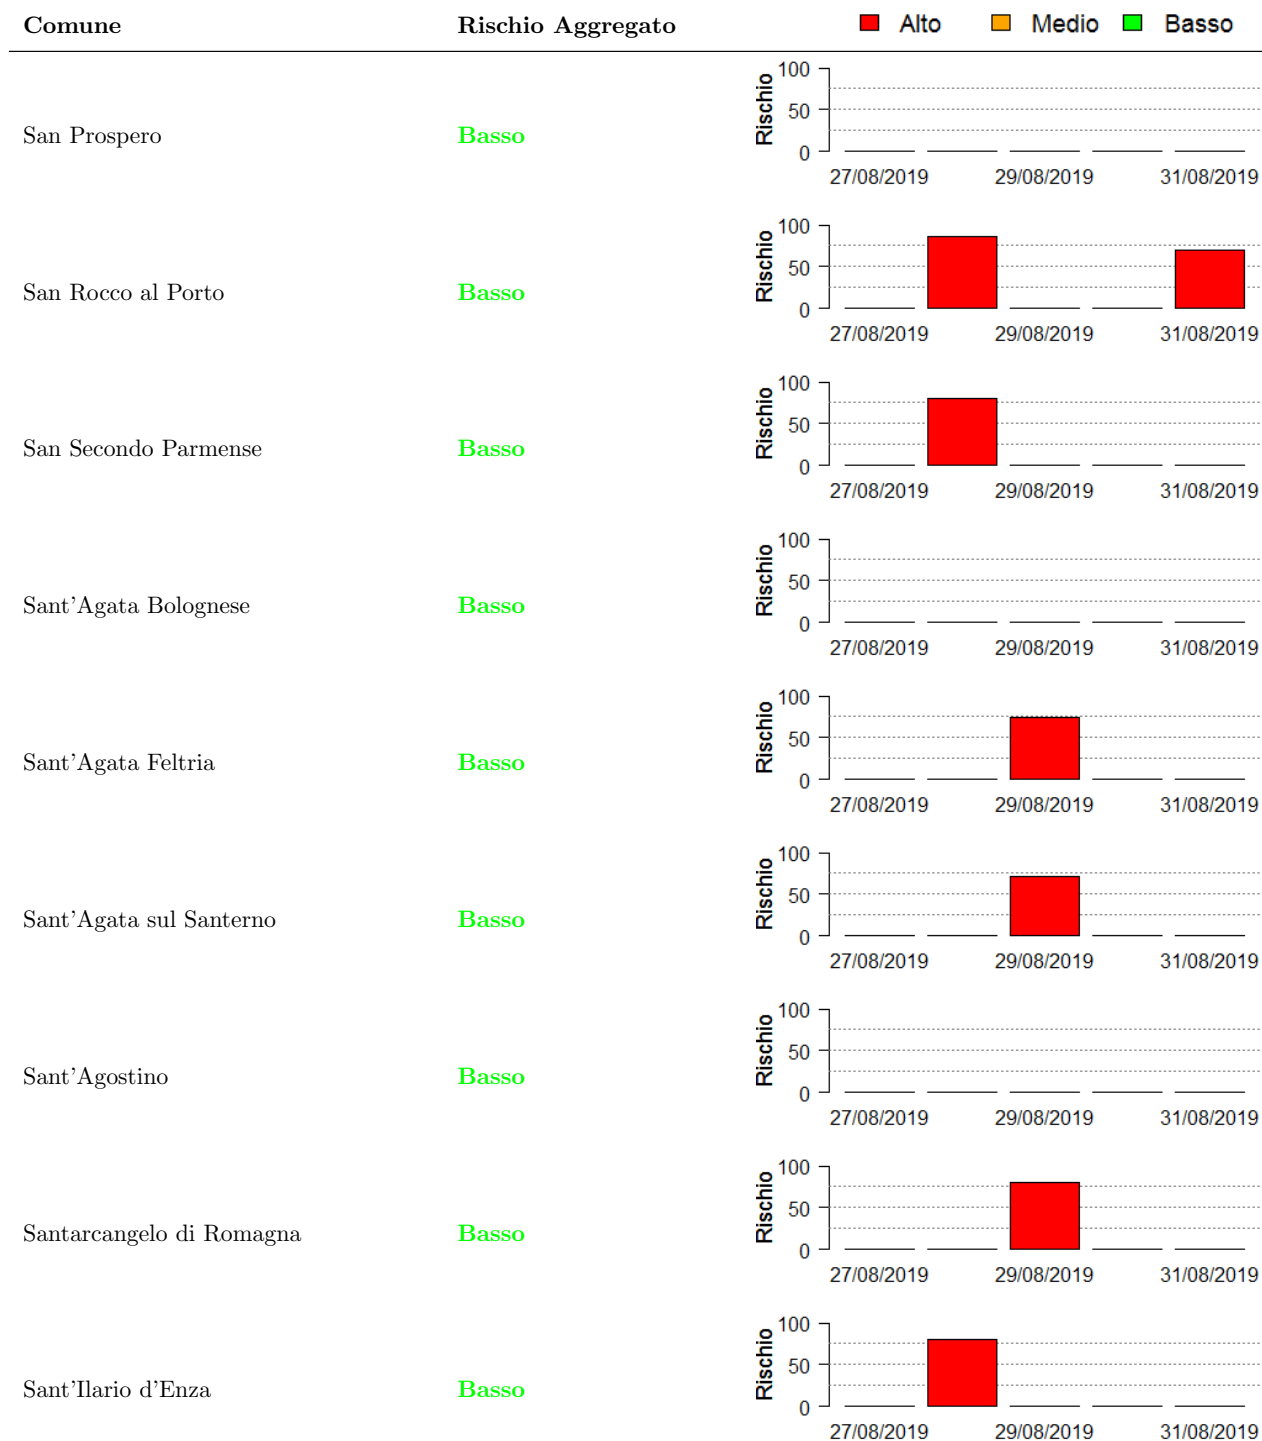 Comune Rischio Aggregato Alto Medio Basso
San Prospero Basso Rischio 100 50 0
27/08/2019 29/08/2019 31/08/2019
San Rocco al Porto Basso Rischio 100 50 0
27/08/2019 29/08/2019 31/08/2019
San Secondo Parmense Basso Rischio 100 50 0
27/08/2019 29/08/2019 31/08/2019
Sant'Agata Bolognese Basso Rischio 100 50 0
27/08/2019 29/08/2019 31/08/2019
Sant'Agata Feltria Basso Rischio 100 50 0
27/08/2019 29/08/2019 31/08/2019
Sant'Agata sul Santerno Basso Rischio 100 50 0
27/08/2019 29/08/2019 31/08/2019
Sant'Agostino Basso Rischio 100 50 0
27/08/2019 29/08/2019 31/08/2019
Santarcangelo di Romagna Basso Rischio 100 50 0
27/08/2019 29/08/2019 31/08/2019
Sant'Ilario d'Enza Basso Rischio 100 50 0
27/08/2019 29/08/2019 31/08/2019